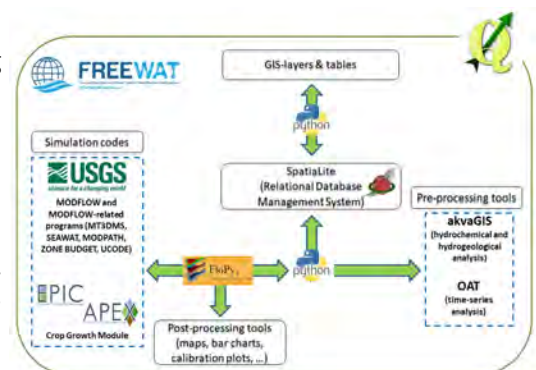 FREEWAT
GIS-layers & tables
python
Simulation codes
USGS
science for a changing world
MODFLOW and
MODFLOW-related
programs (MT3DMS,
SEAWAT, MODPATH,
ZONE BUDGET, UCODE)
EPIC
APEX
Crop Growth Module
SpatiaLite
(Relational Database
Management System)
Pre-processing tools
akvaGIS
(hydrochemical and
hydrogeological
analysis)
OAT
(time-series
analysis)
FloPy
python
Post-processing tools
(maps, bar charts,
calibration plots, ...)